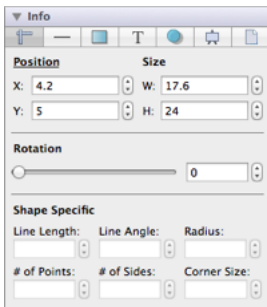 Info
T
Position Size
X: 4.2 W: 17.6
Y: 5 H: 24
Rotation
0
Shape Specific
Line Length: Line Angle: Radius:
# of Points: # of Sides: Corner Size: